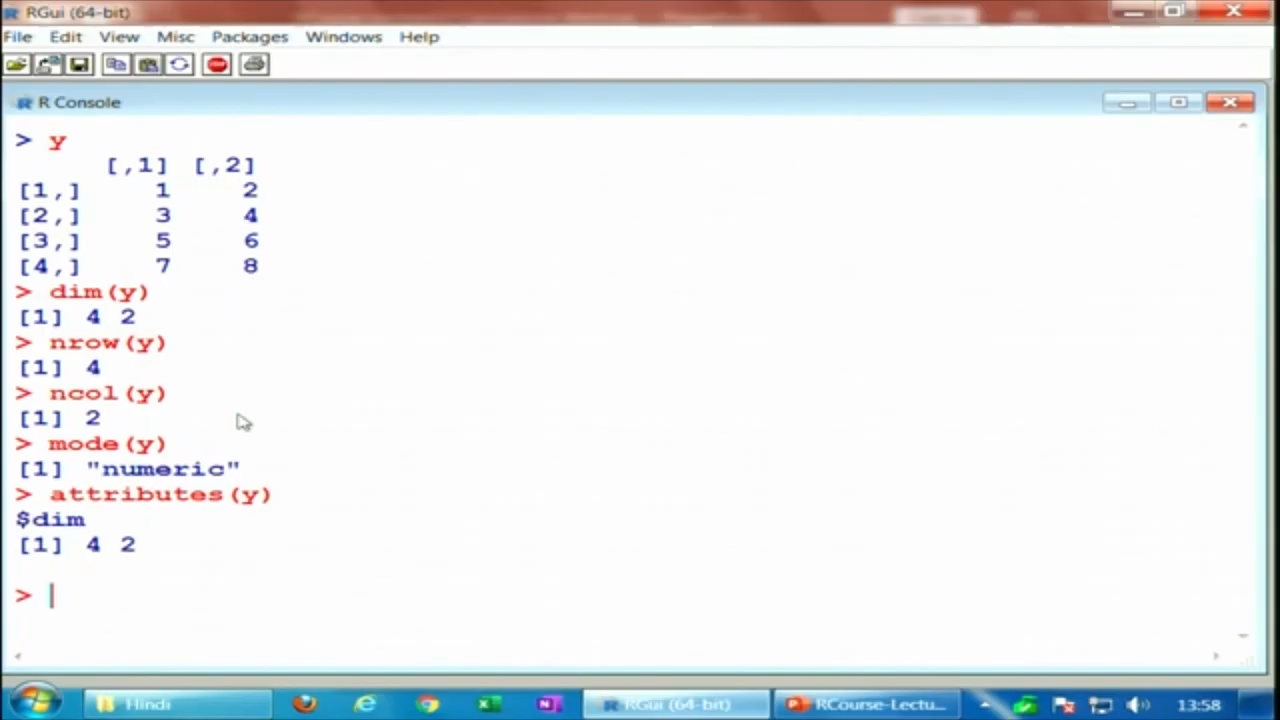 RGui (64-bit)
File Edit View Misc Packages Windows Help
STOP
R Console
> y
[,1] [,2]
[1,] 1 2
[2,] 3 4
[3,] 5 6
[4,] 7 8
> dim(y)
[1] 4 2
> nrow(y)
[1] 4
> ncol(y)
[1] 2
> mode(y)
[1] "numeric"
> attributes(y)
$dim
[1] 4 2
>
Hindi RGui (64-bit) RCourse-Lectu... 13:58